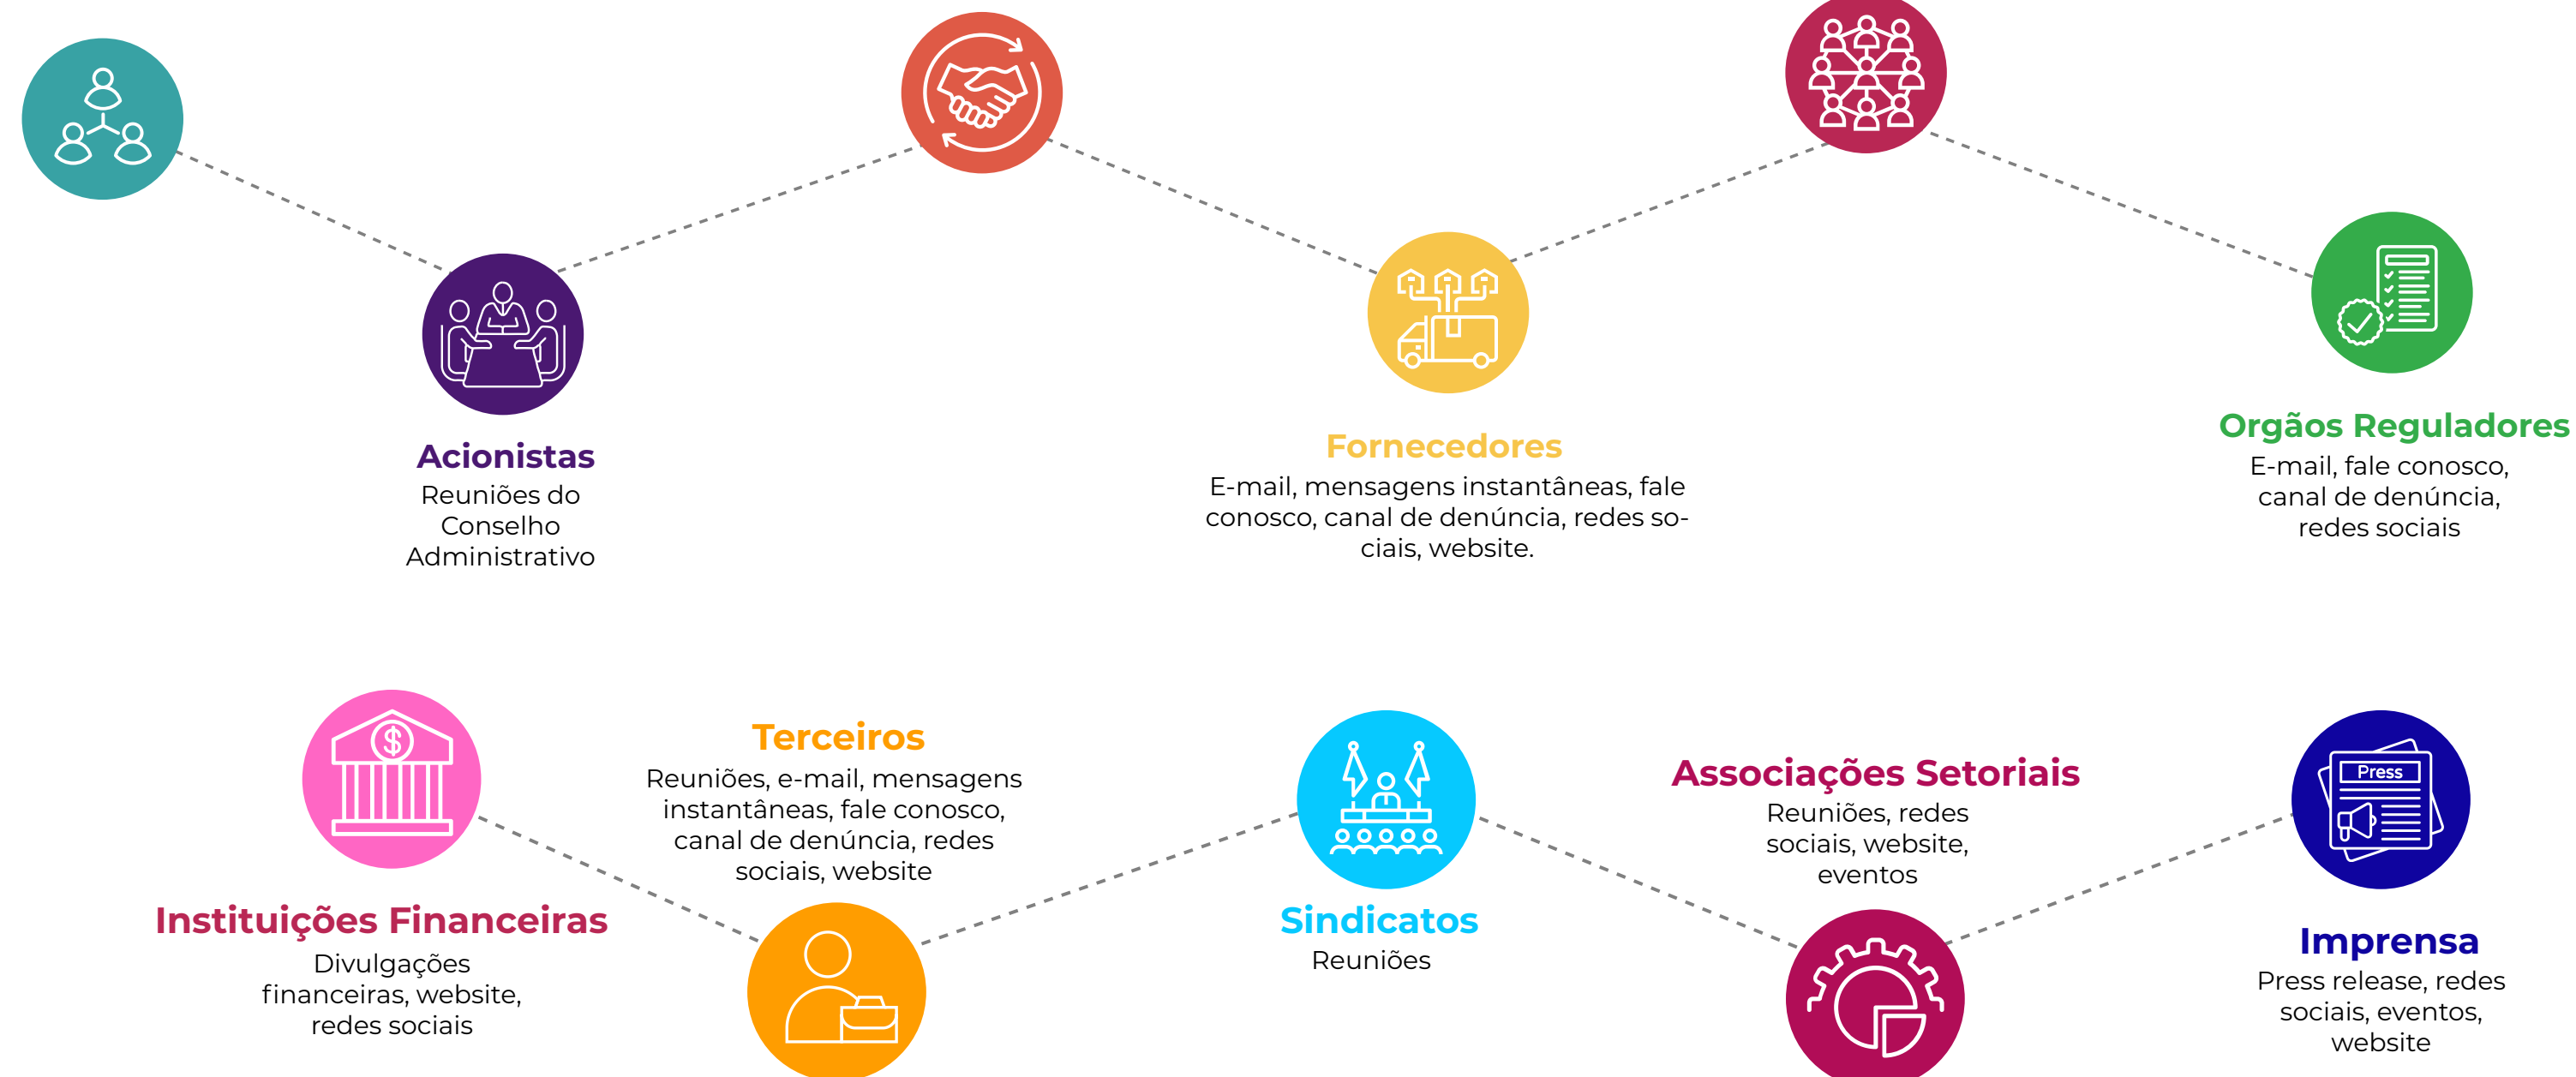 Acionistas
Reuniões do
Conselho
Administrativo
Fornecedores
E-mail, mensagens instantâneas, fale
conosco, canal de denúncia, redes so-
ciais, website.
Orgãos Reguladores
E-mail, fale conosco,
canal de denúncia,
redes sociais
$
Instituições Financeiras
Divulgações
financeiras, website,
redes sociais
Terceiros
Reuniões, e-mail, mensagens
instantâneas, fale conosco,
canal de denúncia, redes
sociais, website
Sindicatos
Reuniões
Associações Setoriais
Reuniões, redes
sociais, website,
eventos
Press
Imprensa
Press release, redes
sociais, eventos,
website